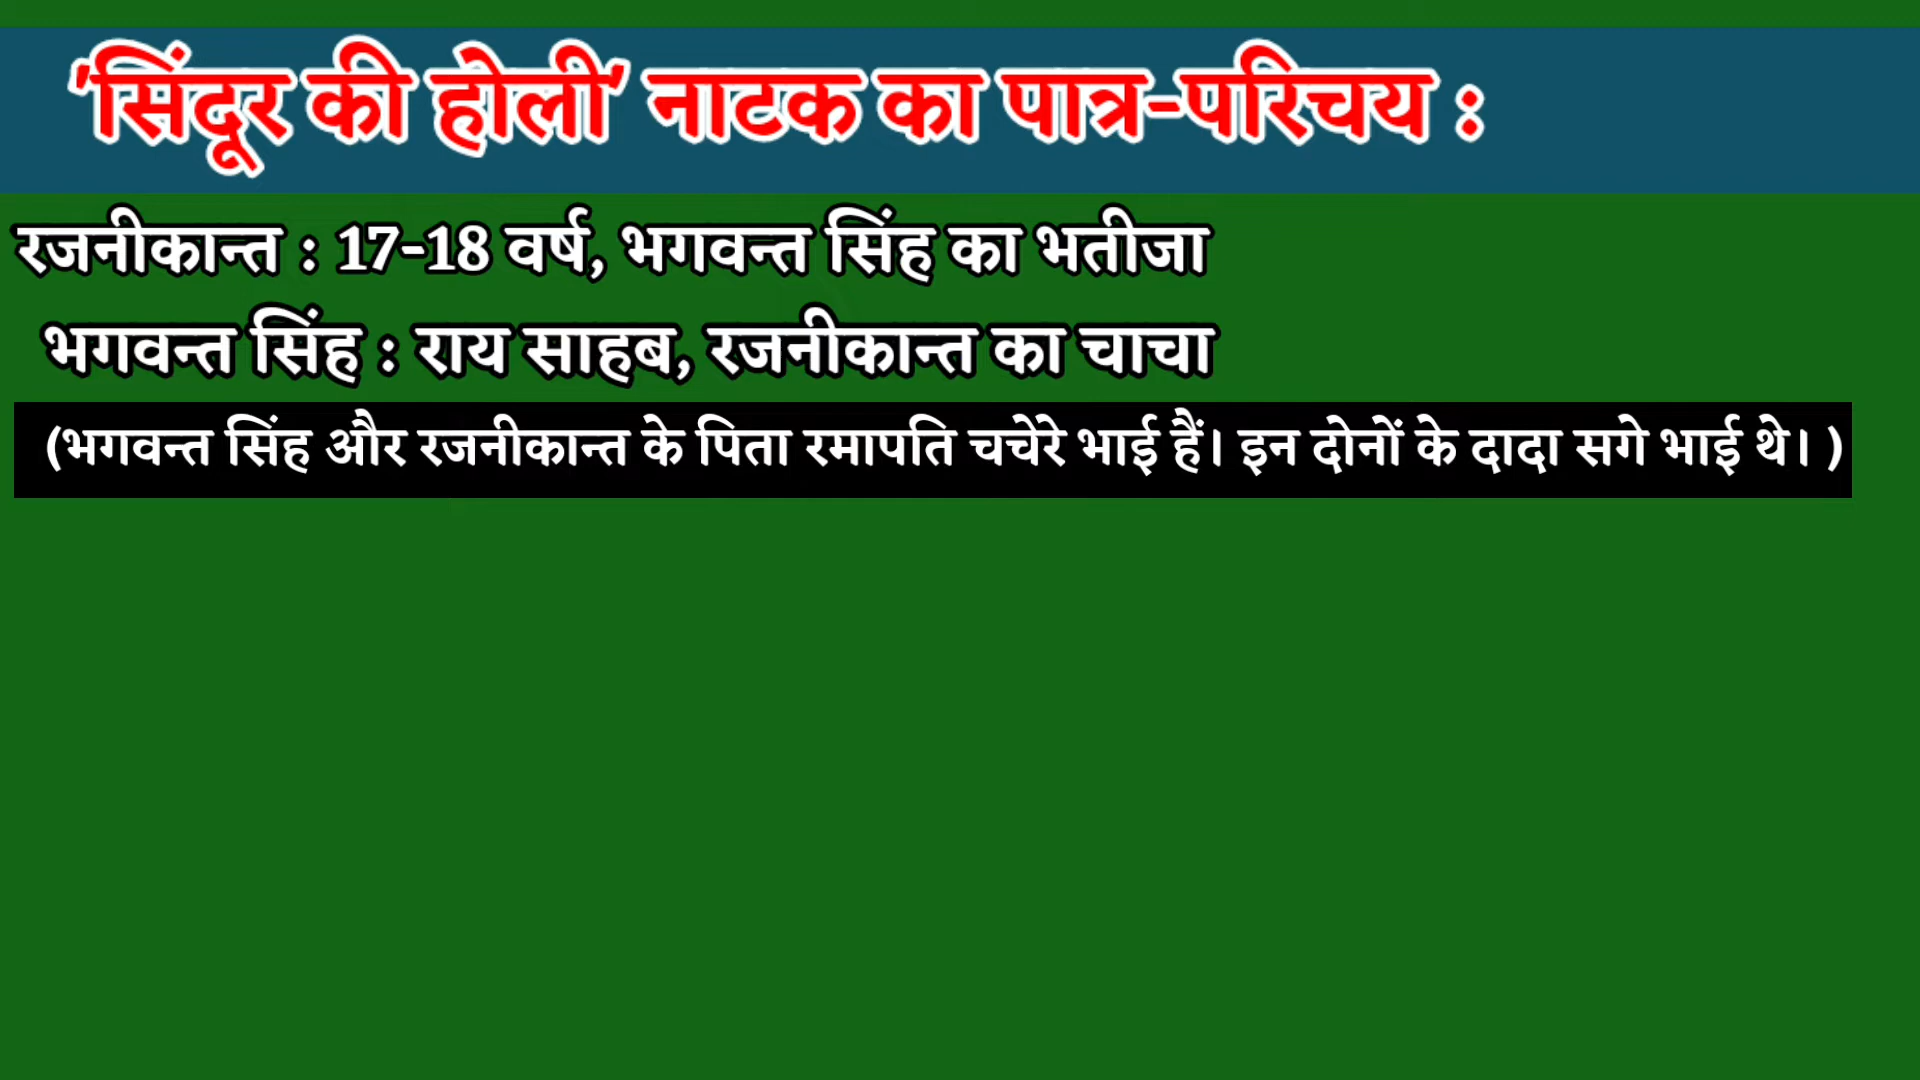 'सिंदूर की होली' नाटक का पात्र-परिचय :
रजनीकान्त : 17-18 वर्ष, भगवन्त सिंह का भतीजा
भगवन्त सिंह : राय साहब, रजनीकान्त का चाचा
(भगवन्त सिंह और रजनीकान्त के पिता रमापति चचेरे भाई हैं। इन दोनों के दादा सगे भाई थे। )